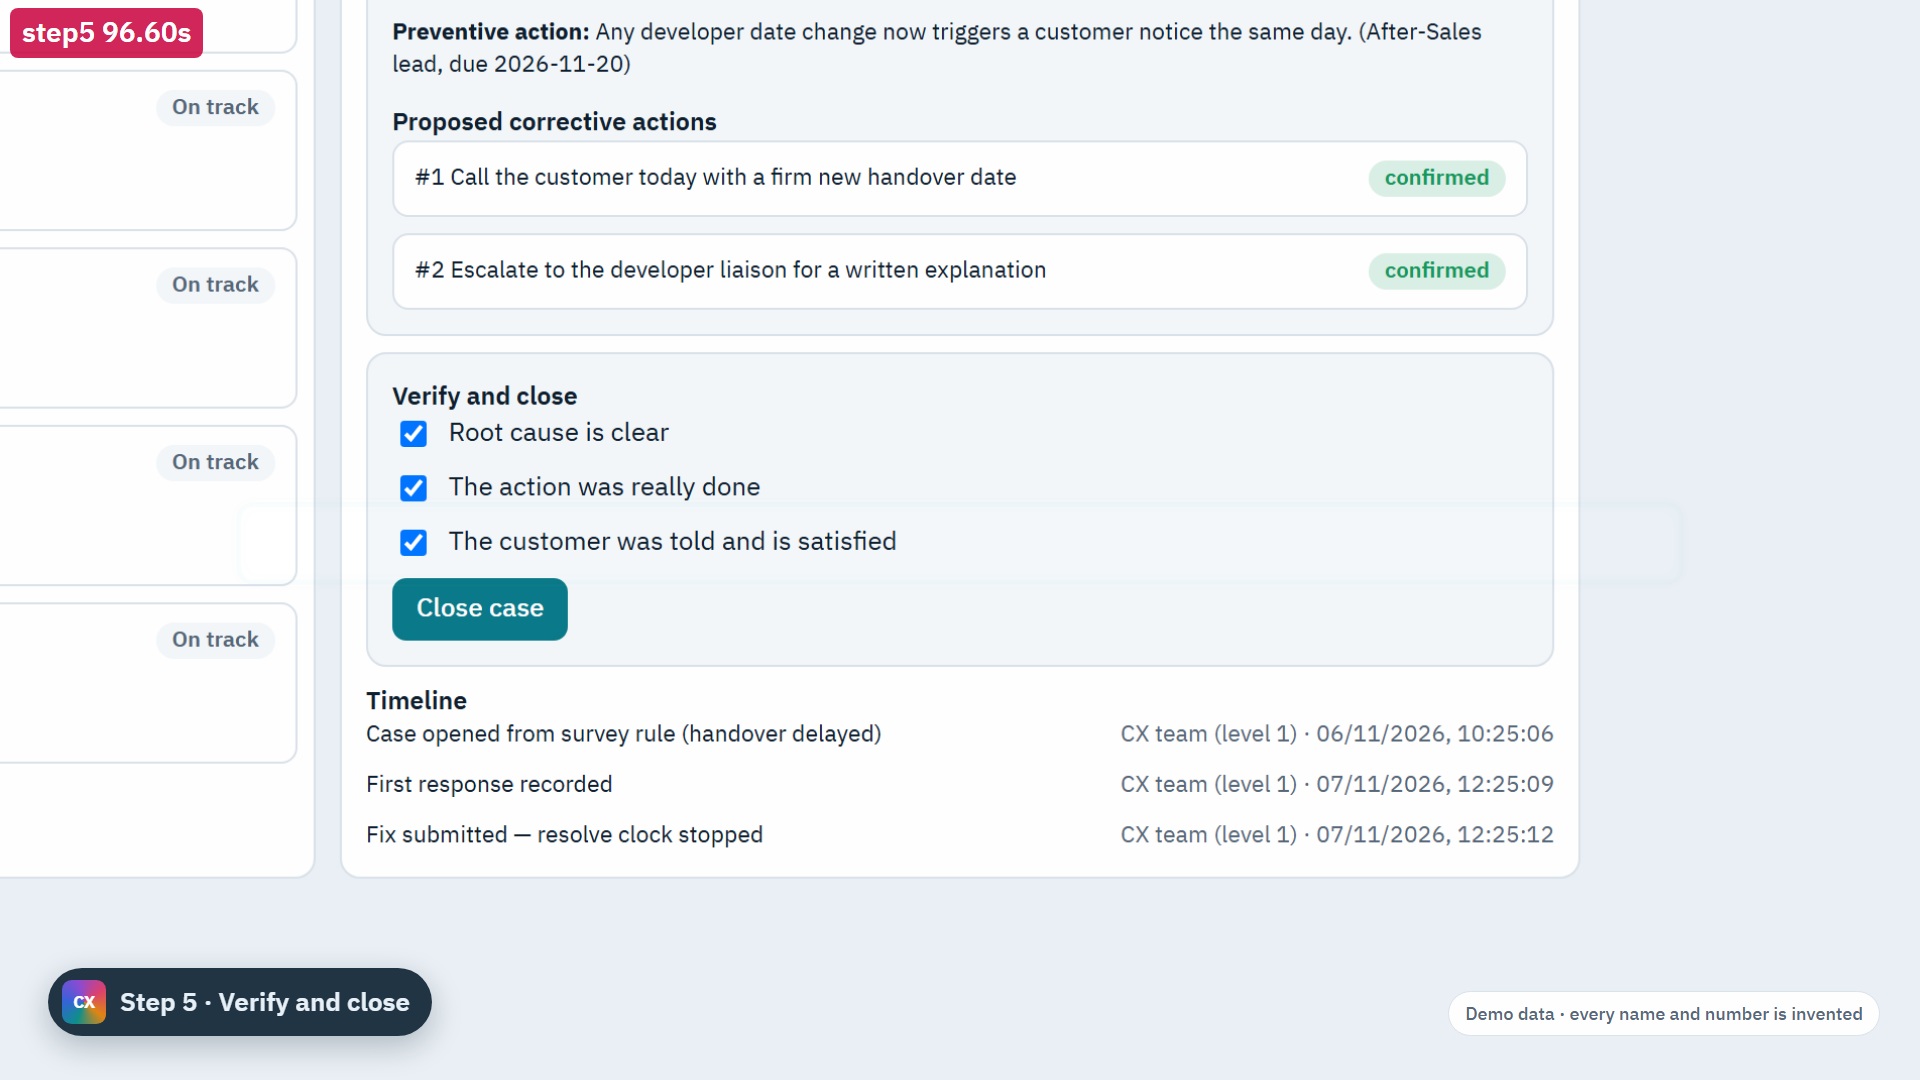 step5 96.60s
Preventive action: Any developer date change now triggers a customer notice the same day. (After-Sales
lead, due 2026-11-20)
On track
Proposed corrective actions
#1 Call the customer today with a firm new handover date
confirmed
On track
#2 Escalate to the developer liaison for a written explanation
confirmed
Verify and close
Root cause is clear
On track
The action was really done
The customer was told and is satisfied
Close case
On track
Timeline
Case opened from survey rule (handover delayed)
CX team (level 1) · 06/11/2026, 10:25:06
First response recorded
CX team (level 1) · 07/11/2026, 12:25:09
Fix submitted — resolve clock stopped
CX team (level 1) · 07/11/2026, 12:25:12
CX
Step 5 · Verify and close
Demo data · every name and number is invented